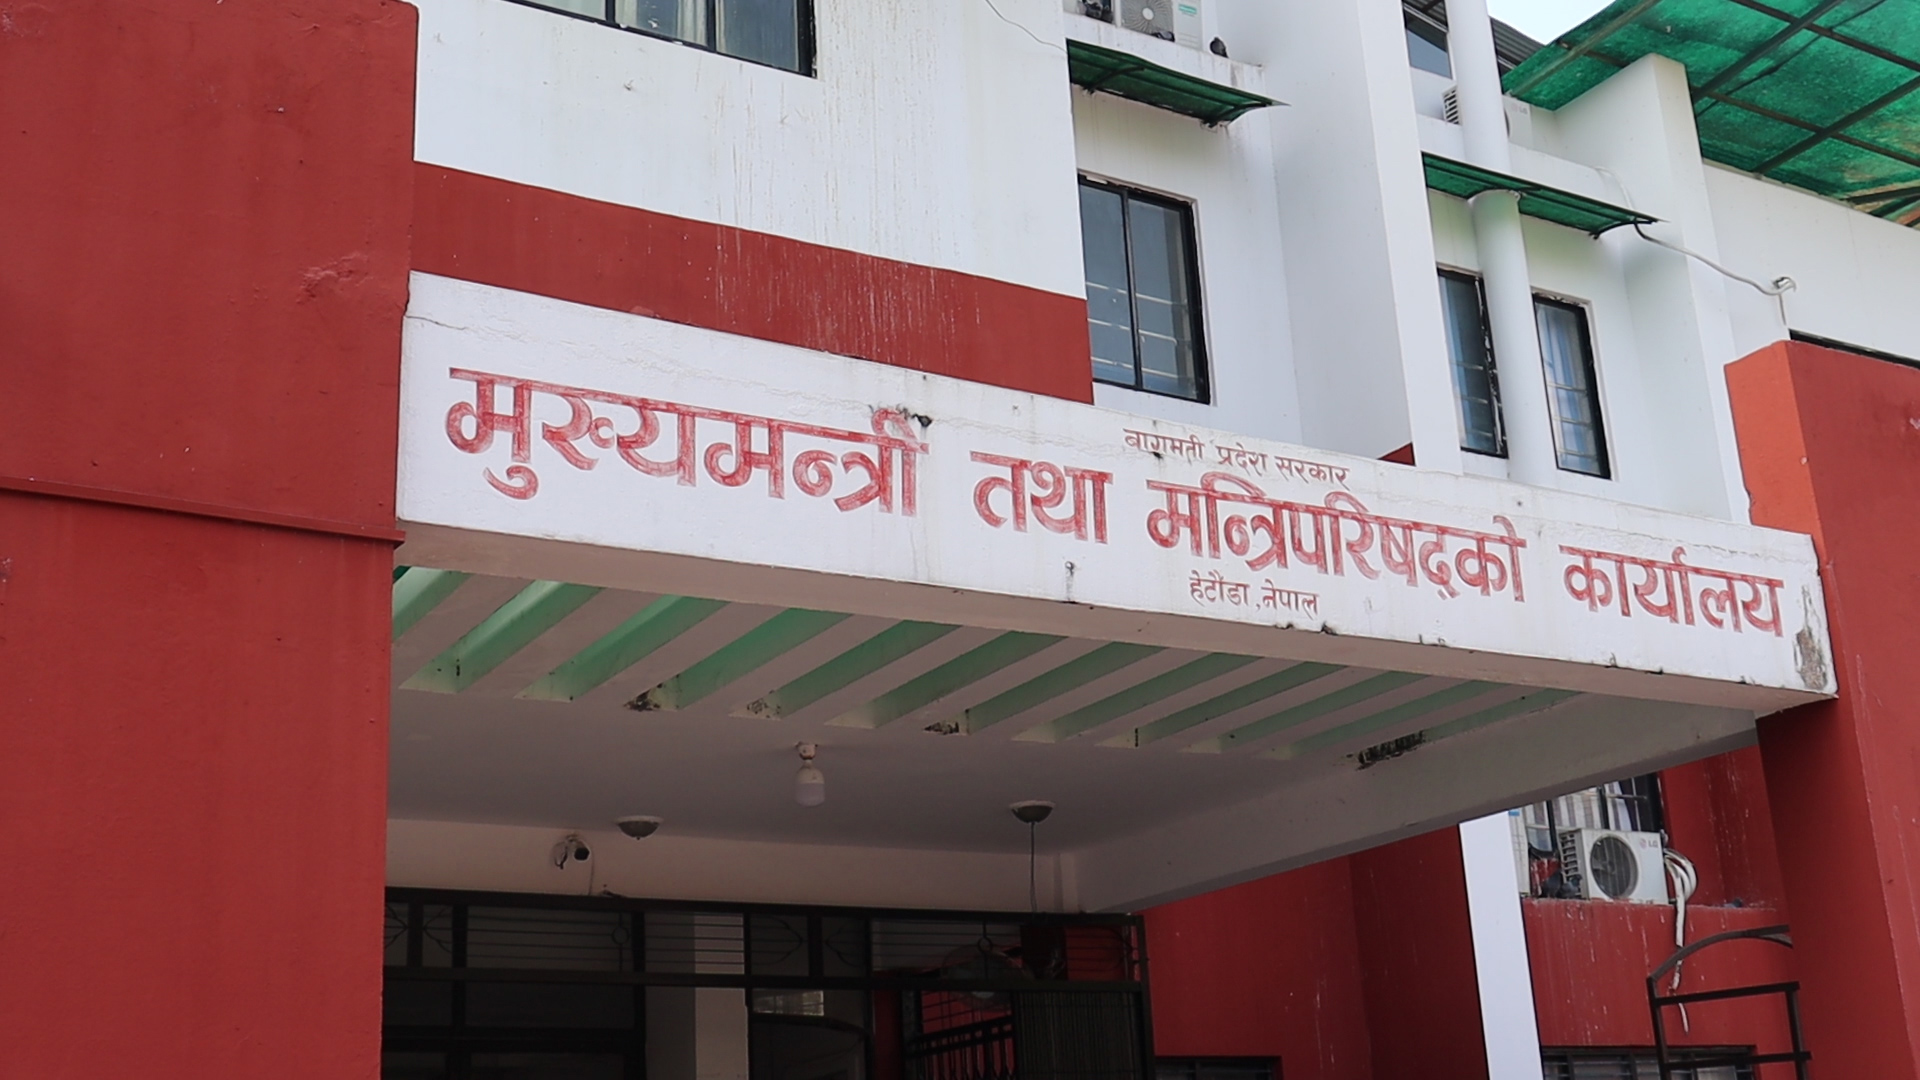 बागमती प्रदेश सरकार
मुख्यमन्त्री तथा मन्त्रिपरिषद्को कार्यालय
हेटौंडा, नेपाल